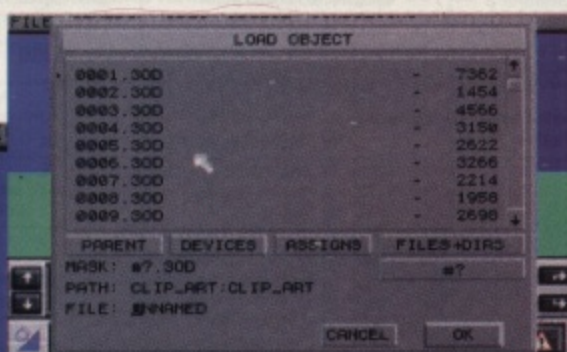 FILE
LOAD OBJECT
0001.3OD - 7362
0002.3OD - 1454
0003.3OD - 4566
0004.3OD - 3150
0005.3OD - 2622
0006.3OD - 3266
0007.3OD - 2214
0008.3OD - 1958
0009.3OD - 2698
PARENT DEVICES ASSIGNS FILES+DIRS
MASK: #?.3OD #?
PATH: CLIP_ART:CLIP_ART
FILE: UNNAMED
CANCEL OK